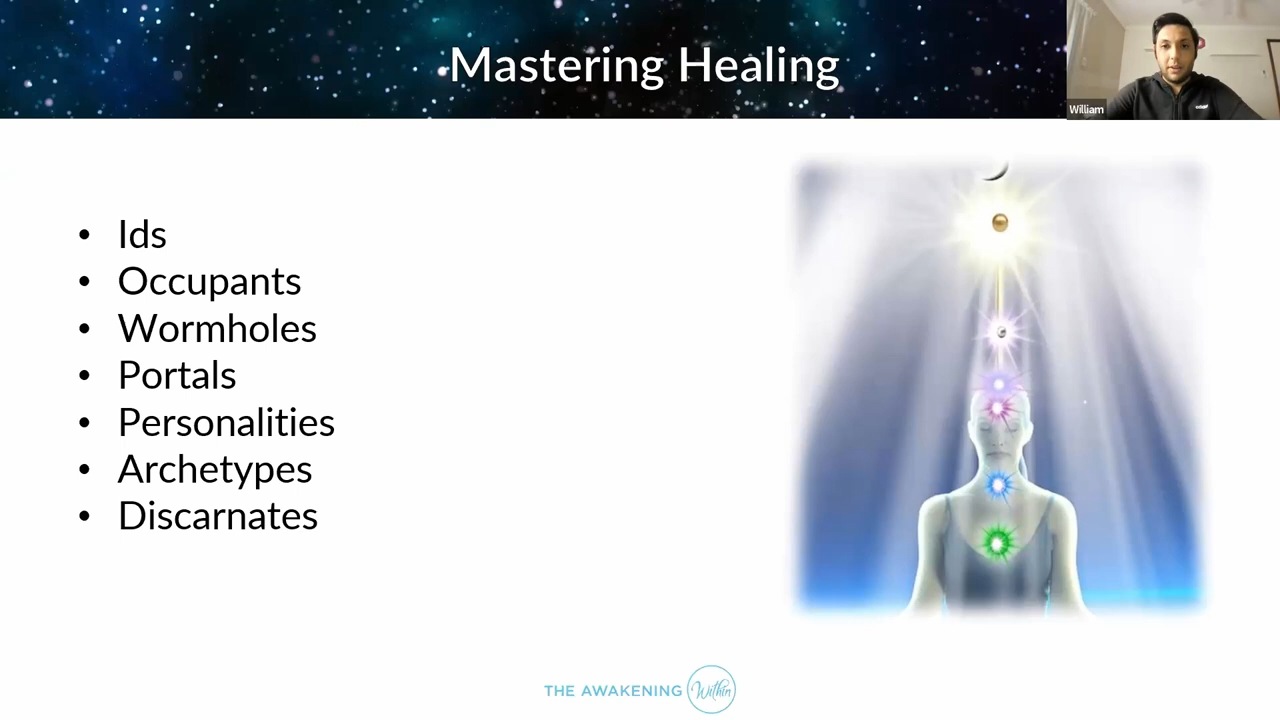 Mastering Healing
William
• Ids
• Occupants
• Wormholes
• Portals
• Personalities
• Archetypes
• Discarnates
THE AWAKENING Within